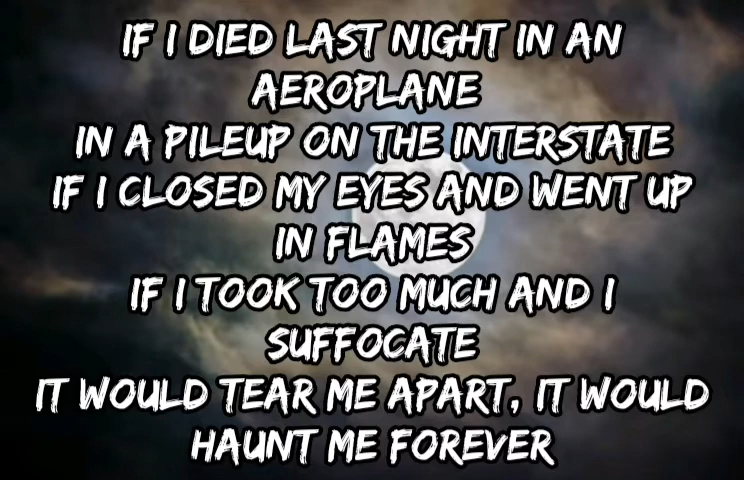 IF I DIED LAST NIGHT IN AN
AEROPLANE
IN A PILEUP ON THE INTERSTATE
IF I CLOSED MY EYES AND WENT UP
IN FLAMES
IF I TOOK TOO MUCH AND I
SUFFOCATE
IT WOULD TEAR ME APART, IT WOULD
HAUNT ME FOREVER